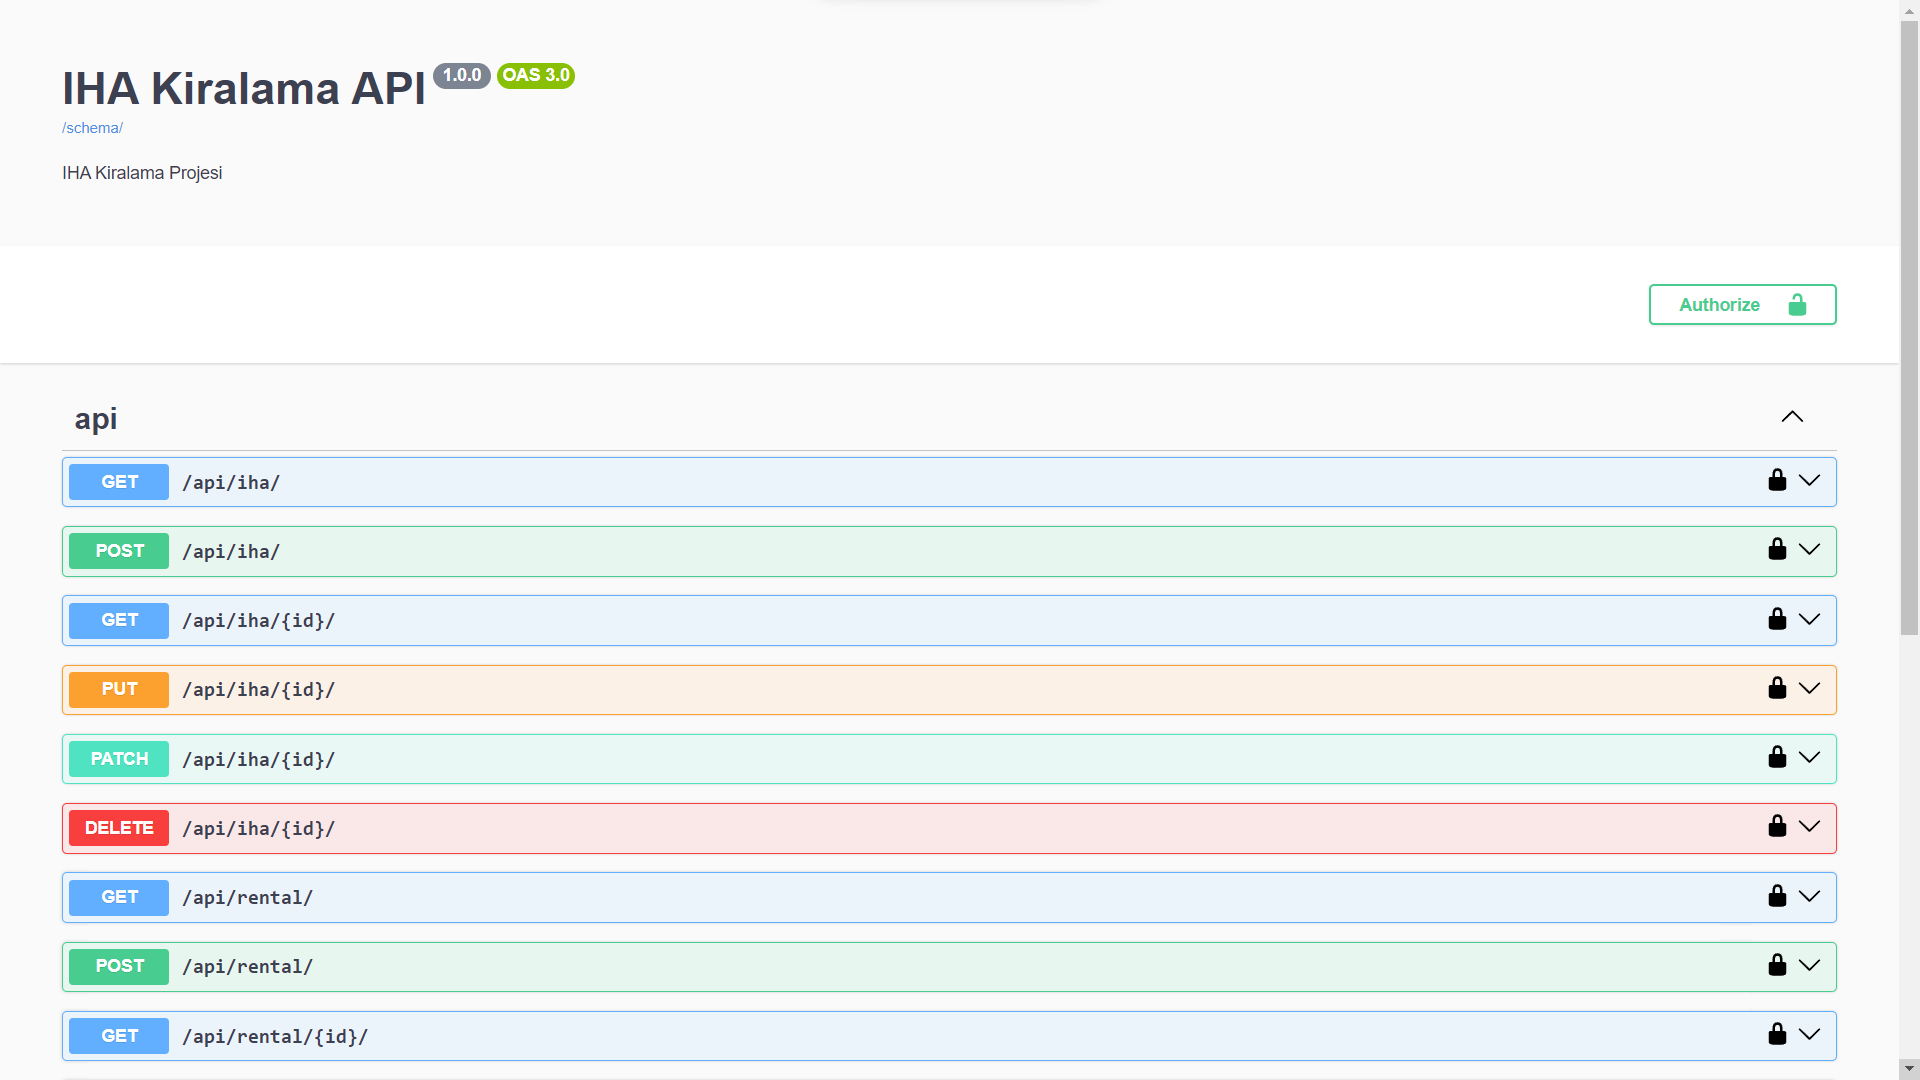 IHA Kiralama API 1.0.0 OAS 3.0
/schema/
IHA Kiralama Projesi
Authorize
api
GET /api/iha/
POST /api/iha/
GET /api/iha/{id}/
PUT /api/iha/{id}/
PATCH /api/iha/{id}/
DELETE /api/iha/{id}/
GET /api/rental/
POST /api/rental/
GET /api/rental/{id}/